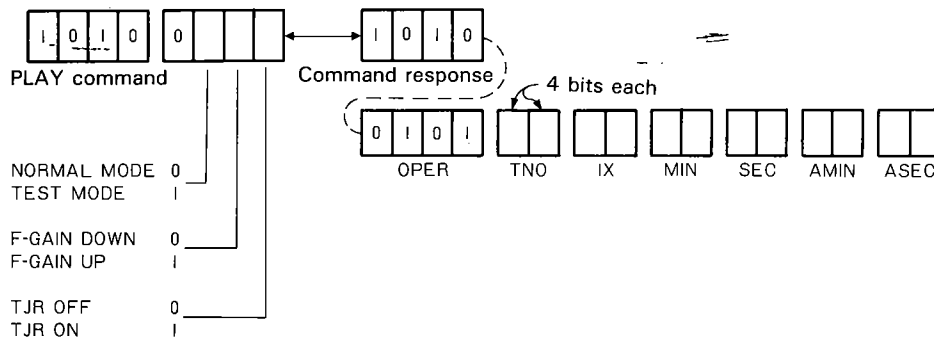 1 0 1 0 0 1 0 1 0
PLAY command Command response
4 bits each
0 1 0 1
OPER TNO IX MIN SEC AMIN ASEC
NORMAL MODE 0
TEST MODE 1
F-GAIN DOWN 0
F-GAIN UP 1
TJR OFF 0
TJR ON 1